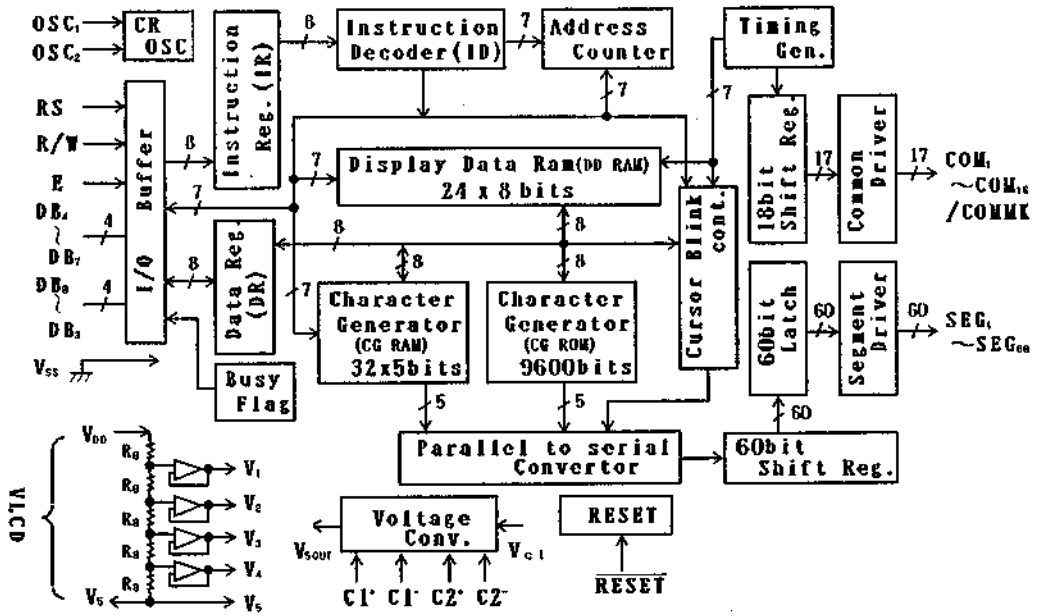 OSC₁
OSC₂
CR
OSC
Instruction
Reg.(IR)
8
Instruction
Decoder(ID)
7
Address
Counter
Timing
Gen.
7
7
RS
R/W
E
DB₄
~
DB₇
4
DB₀
~
DB₃
4
Vss
I/O Buffer
8
7
8
7
Display Data Ram(DD RAM)
24 x 8 bits
18bit
Shift Reg.
17
Common
Driver
17
COM₁
~COM₁₆
/COMMK
Data Reg.
(DR)
8
8
8
8
7
Cursor Blink
cont.
Character
Generator
(CG RAM)
32x5bits
Character
Generator
(CG ROM)
9600bits
60bit
Latch
60
Segment
Driver
60
SEG₁
~SEG₆₀
Busy
Flag
5
5
60
Parallel to serial
Convertor
60bit
Shift Reg.
VLCD
VDD
R₀
V₁
R₀
V₂
R₀
V₃
R₀
V₄
R₀
V₅
V₅
Voltage
Conv.
V5OUT
VCI
C1⁺
C1⁻
C2⁺
C2⁻
RESET
RESET